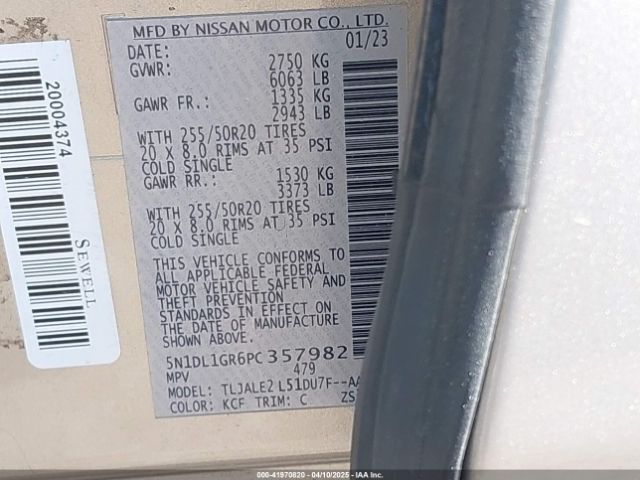 MFD BY NISSAN MOTOR CO., LTD.
DATE: 01/23
GVWR: 2750 KG
6063 LB
GAWR FR.: 1335 KG
2943 LB
WITH 255/50R20 TIRES
20 X 8.0 RIMS AT 35 PSI
COLD SINGLE
GAWR RR.: 1530 KG
3373 LB
WITH 255/50R20 TIRES
20 X 8.0 RIMS AT 35 PSI
COLD SINGLE
THIS VEHICLE CONFORMS TO
ALL APPLICABLE FEDERAL
MOTOR VEHICLE SAFETY AND
THEFT PREVENTION
STANDARDS IN EFFECT ON
THE DATE OF MANUFACTURE
SHOWN ABOVE.
5N1DL1GR6PC357982
MPV 479
MODEL: TLJALE2 L51DU7F--AA
COLOR: KCF TRIM: C
20004374
SEWELL
000-41970820 - 04/10/2025 - Copyright © IAA, Inc. All Rights Reserved